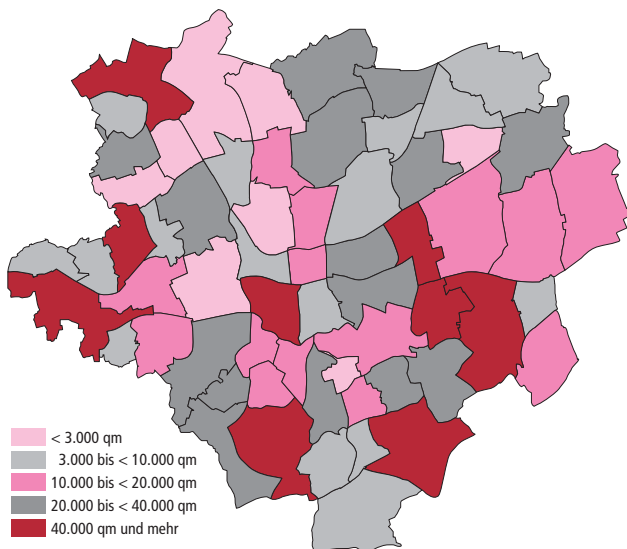 < 3.000 qm
3.000 bis < 10.000 qm
10.000 bis < 20.000 qm
20.000 bis < 40.000 qm
40.000 qm und mehr